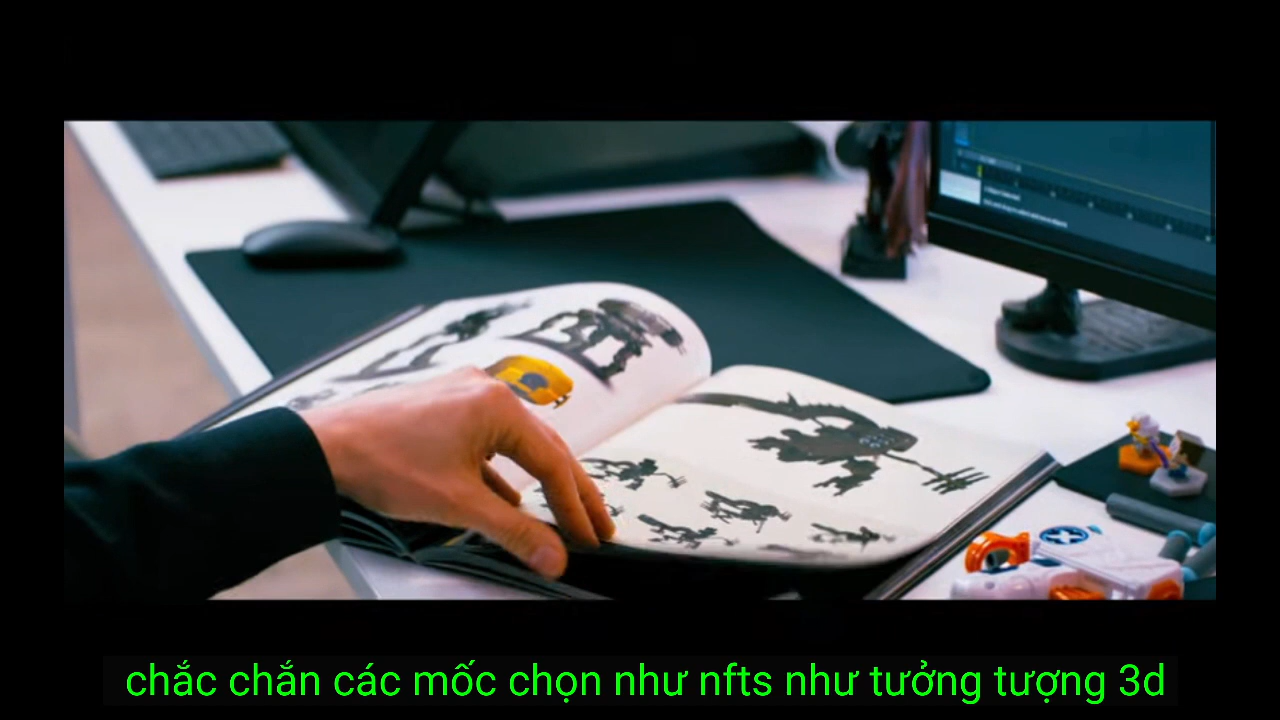 chắc chắn các mốc chọn như nfts như tưởng tượng 3d